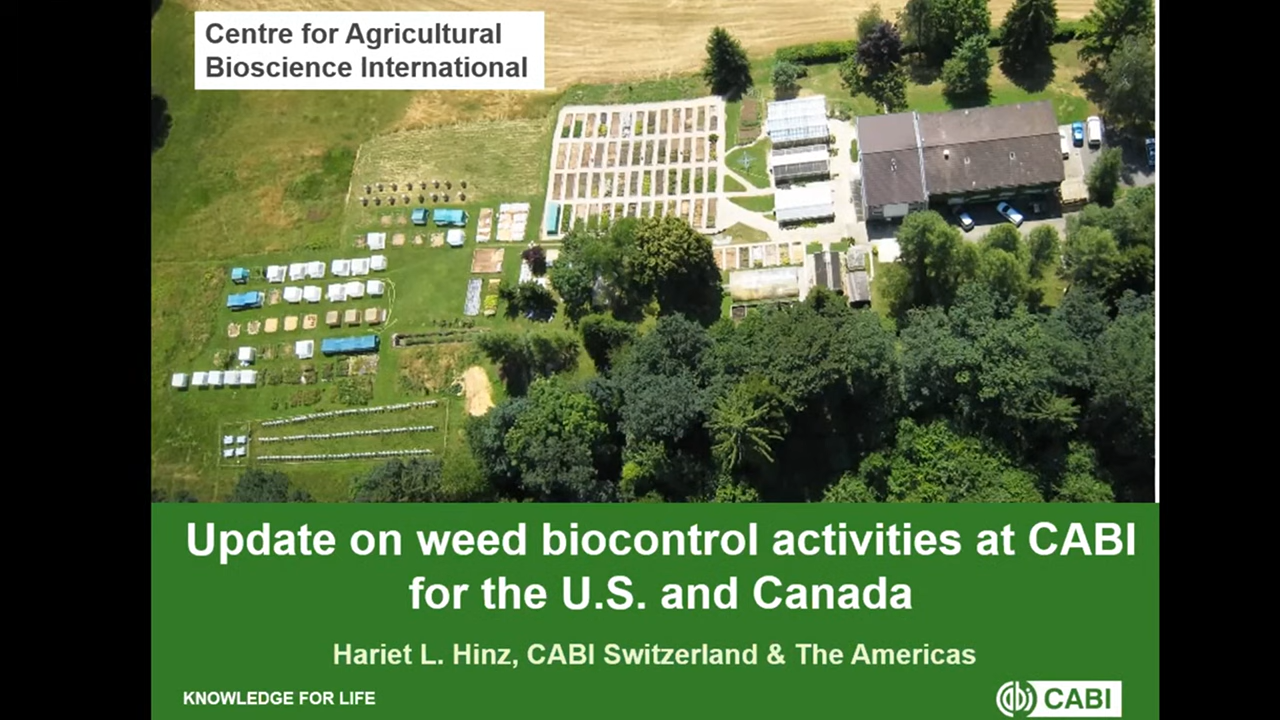 Centre for Agricultural
Bioscience International
Update on weed biocontrol activities at CABI
for the U.S. and Canada
Hariet L. Hinz, CABI Switzerland & The Americas
KNOWLEDGE FOR LIFE
cabi CABI